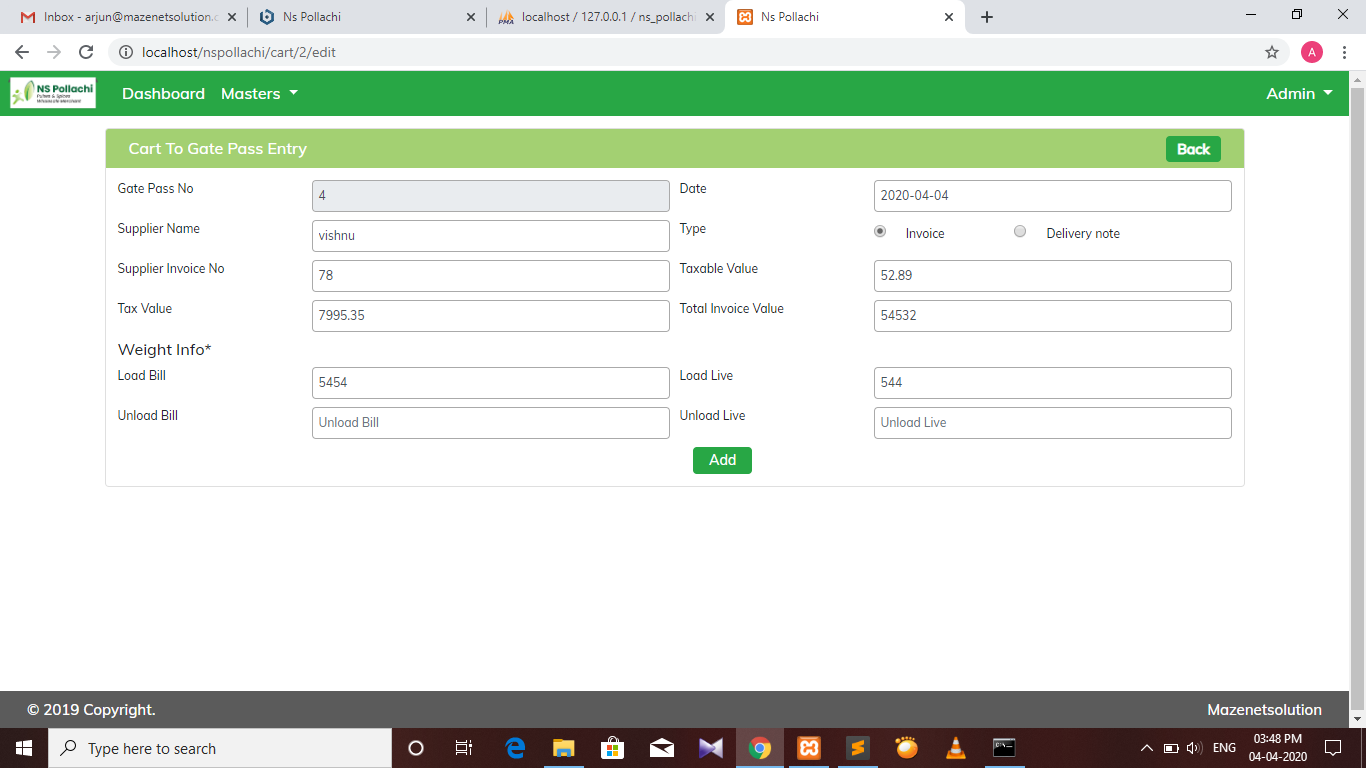 Inbox - arjun@mazenetsolution.c
Ns Pollachi
localhost / 127.0.0.1 / ns_pollachi
Ns Pollachi
localhost/nspollachi/cart/2/edit
A
NS Pollachi
Dashboard
Masters
Admin
Cart To Gate Pass Entry
Back
Gate Pass No 4 Date 2020-04-04
Supplier Name vishnu Type Invoice Delivery note
Supplier Invoice No 78 Taxable Value 52.89
Tax Value 7995.35 Total Invoice Value 54532
Weight Info*
Load Bill 5454 Load Live 544
Unload Bill Unload Bill Unload Live Unload Live
Add
© 2019 Copyright. Mazenetsolution
Type here to search
ENG
03:48 PM
04-04-2020